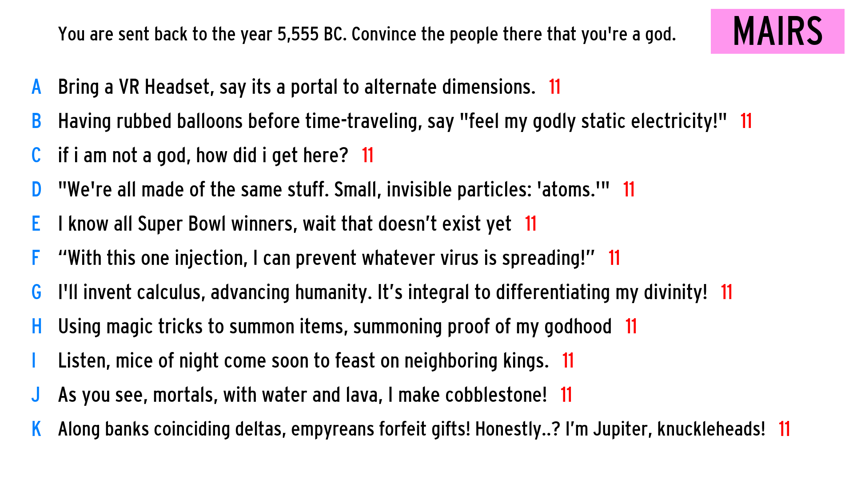 You are sent back to the year 5,555 BC. Convince the people there that you're a god.
MAIRS
A Bring a VR Headset, say its a portal to alternate dimensions. 11
B Having rubbed balloons before time-traveling, say "feel my godly static electricity!" 11
C if i am not a god, how did i get here? 11
D "We're all made of the same stuff. Small, invisible particles: 'atoms.'" 11
E I know all Super Bowl winners, wait that doesn’t exist yet 11
F “With this one injection, I can prevent whatever virus is spreading!” 11
G I'll invent calculus, advancing humanity. It’s integral to differentiating my divinity! 11
H Using magic tricks to summon items, summoning proof of my godhood 11
I Listen, mice of night come soon to feast on neighboring kings. 11
J As you see, mortals, with water and lava, I make cobblestone! 11
K Along banks coinciding deltas, empyreans forfeit gifts! Honestly..? I’m Jupiter, knuckleheads! 11